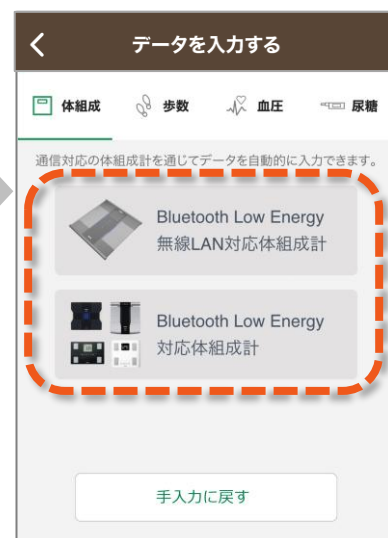 データを入力する
体組成
歩数
血圧
尿糖
通信対応の体組成計を通じてデータを自動的に入力できます。
Bluetooth Low Energy
無線LAN対応体組成計
Bluetooth Low Energy
対応体組成計
手入力に戻す